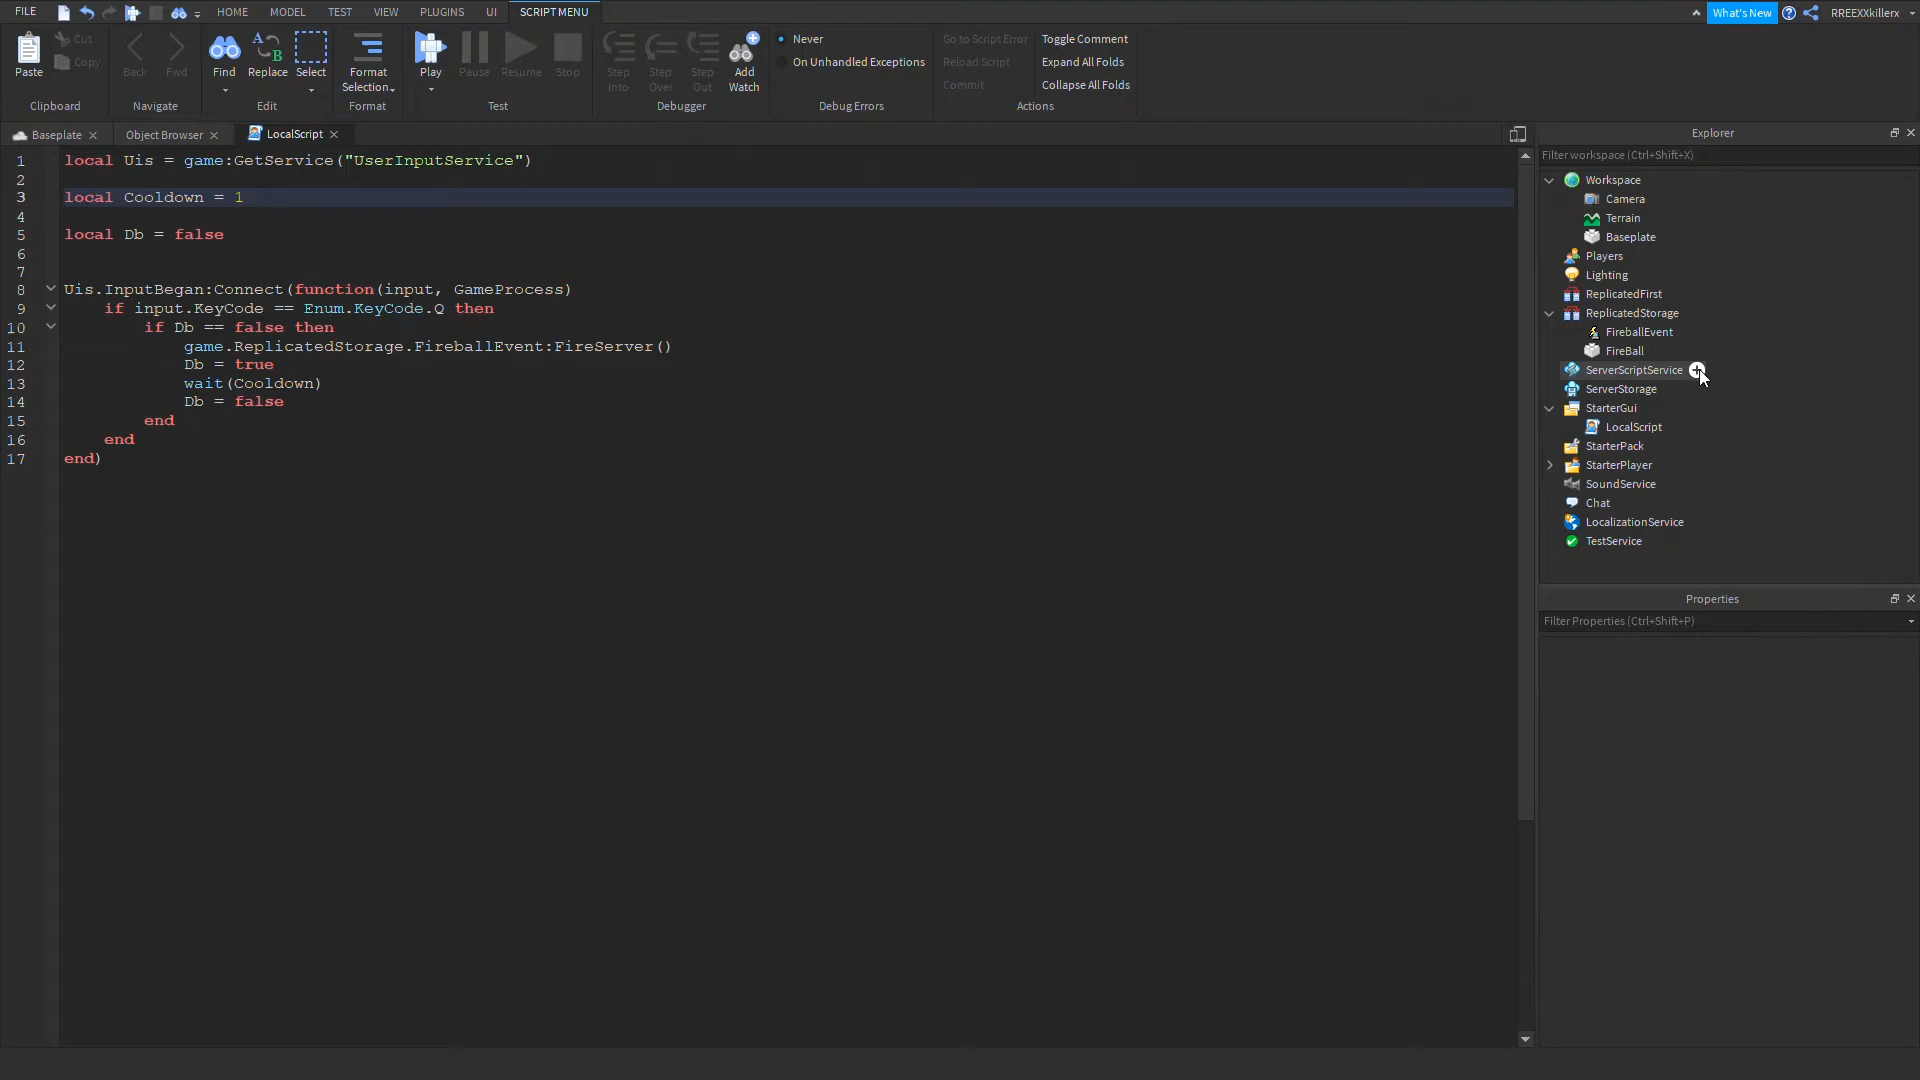 FILE HOME MODEL TEST VIEW PLUGINS UI SCRIPT MENU What's New RREEXXkillerx
Paste
Cut
Copy
Clipboard
Back Fwd
Navigate
Find Replace Select
Edit
Format
Selection
Format
Play Pause Resume Stop
Test
Step
Into
Step
Over
Step
Out
Add
Watch
Debugger
Never
On Unhandled Exceptions
Debug Errors
Go to Script Error
Reload Script
Commit
Toggle Comment
Expand All Folds
Collapse All Folds
Actions
Baseplate Object Browser LocalScript
1 local Uis = game:GetService("UserInputService")
2
3 local Cooldown = 1
4
5 local Db = false
6
7
8 Uis.InputBegan:Connect(function(input, GameProcess)
9 if input.KeyCode == Enum.KeyCode.Q then
10 if Db == false then
11 game.ReplicatedStorage.FireballEvent:FireServer()
12 Db = true
13 wait(Cooldown)
14 Db = false
15 end
16 end
17 end)
Explorer
Filter workspace (Ctrl+Shift+X)
Workspace
Camera
Terrain
Baseplate
Players
Lighting
ReplicatedFirst
ReplicatedStorage
FireballEvent
FireBall
ServerScriptService
ServerStorage
StarterGui
LocalScript
StarterPack
StarterPlayer
SoundService
Chat
LocalizationService
TestService
Properties
Filter Properties (Ctrl+Shift+P)